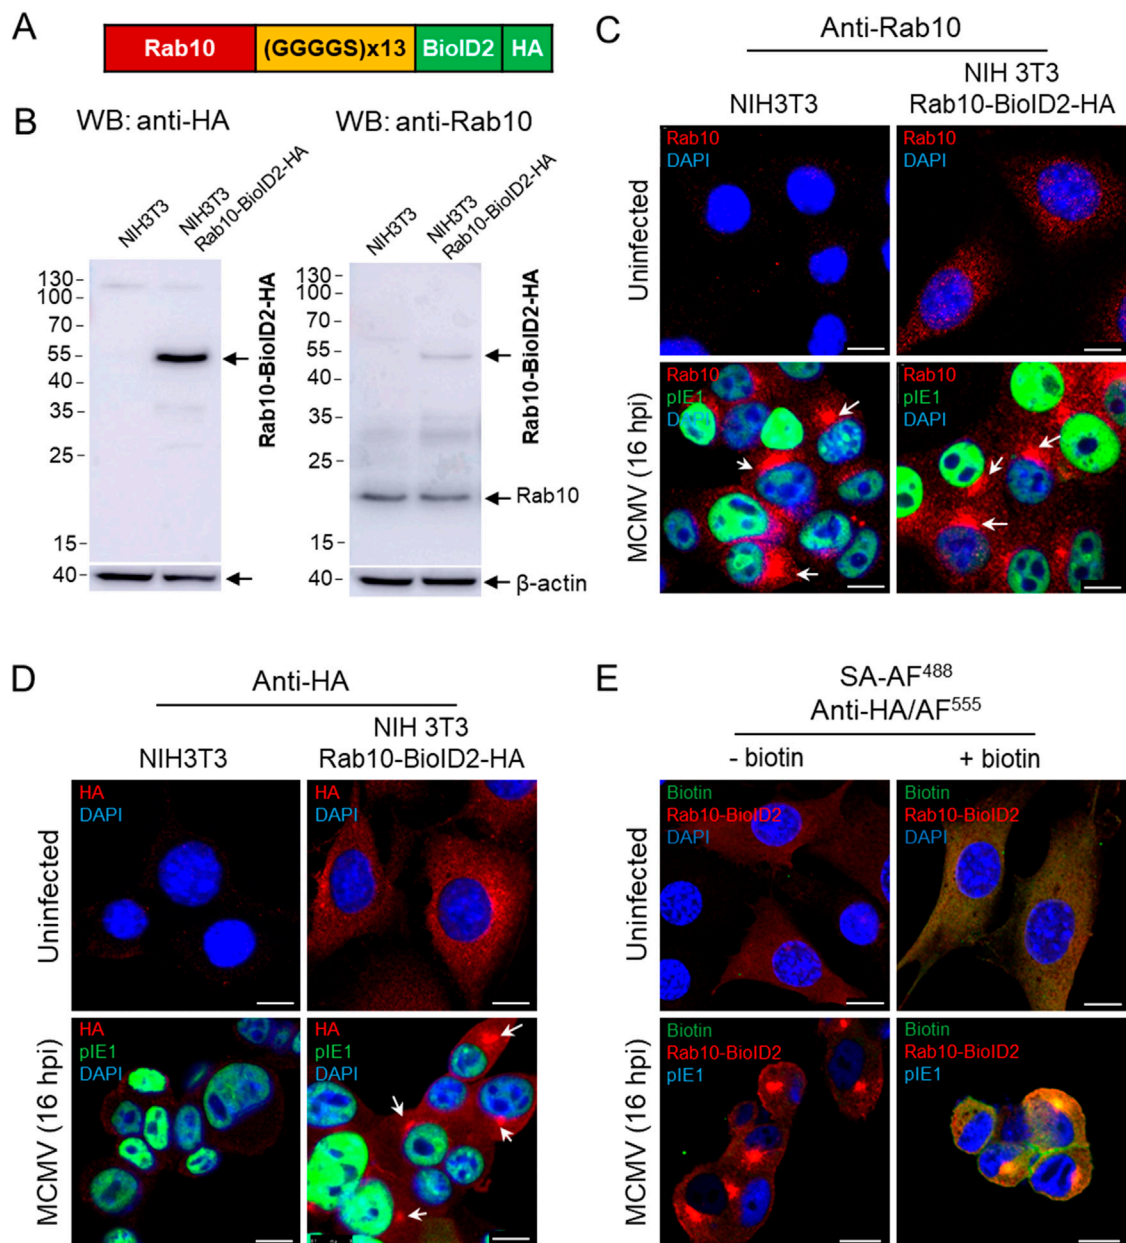 A
Rab10 (GGGGS)x13 BioID2 HA
B
WB: anti-HA
WB: anti-Rab10
NIH3T3
NIH3T3
Rab10-BioID2-HA
NIH3T3
NIH3T3
Rab10-BioID2-HA
130
100
70
55
40
35
25
15
40
Rab10-BioID2-HA
130
100
70
55
40
35
25
15
40
Rab10-BioID2-HA
Rab10
β-actin
C
Anti-Rab10
NIH3T3
NIH 3T3
Rab10-BioID2-HA
Uninfected
Rab10
DAPI
Rab10
DAPI
MCMV (16 hpi)
Rab10
pIE1
DAPI
Rab10
pIE1
DAPI
D
Anti-HA
NIH3T3
NIH 3T3
Rab10-BioID2-HA
Uninfected
HA
DAPI
HA
DAPI
MCMV (16 hpi)
HA
pIE1
DAPI
HA
pIE1
DAPI
E
SA-AF488
Anti-HA/AF555
- biotin
+ biotin
Uninfected
Biotin
Rab10-BioID2
DAPI
Biotin
Rab10-BioID2
DAPI
MCMV (16 hpi)
Biotin
Rab10-BioID2
pIE1
Biotin
Rab10-BioID2
pIE1